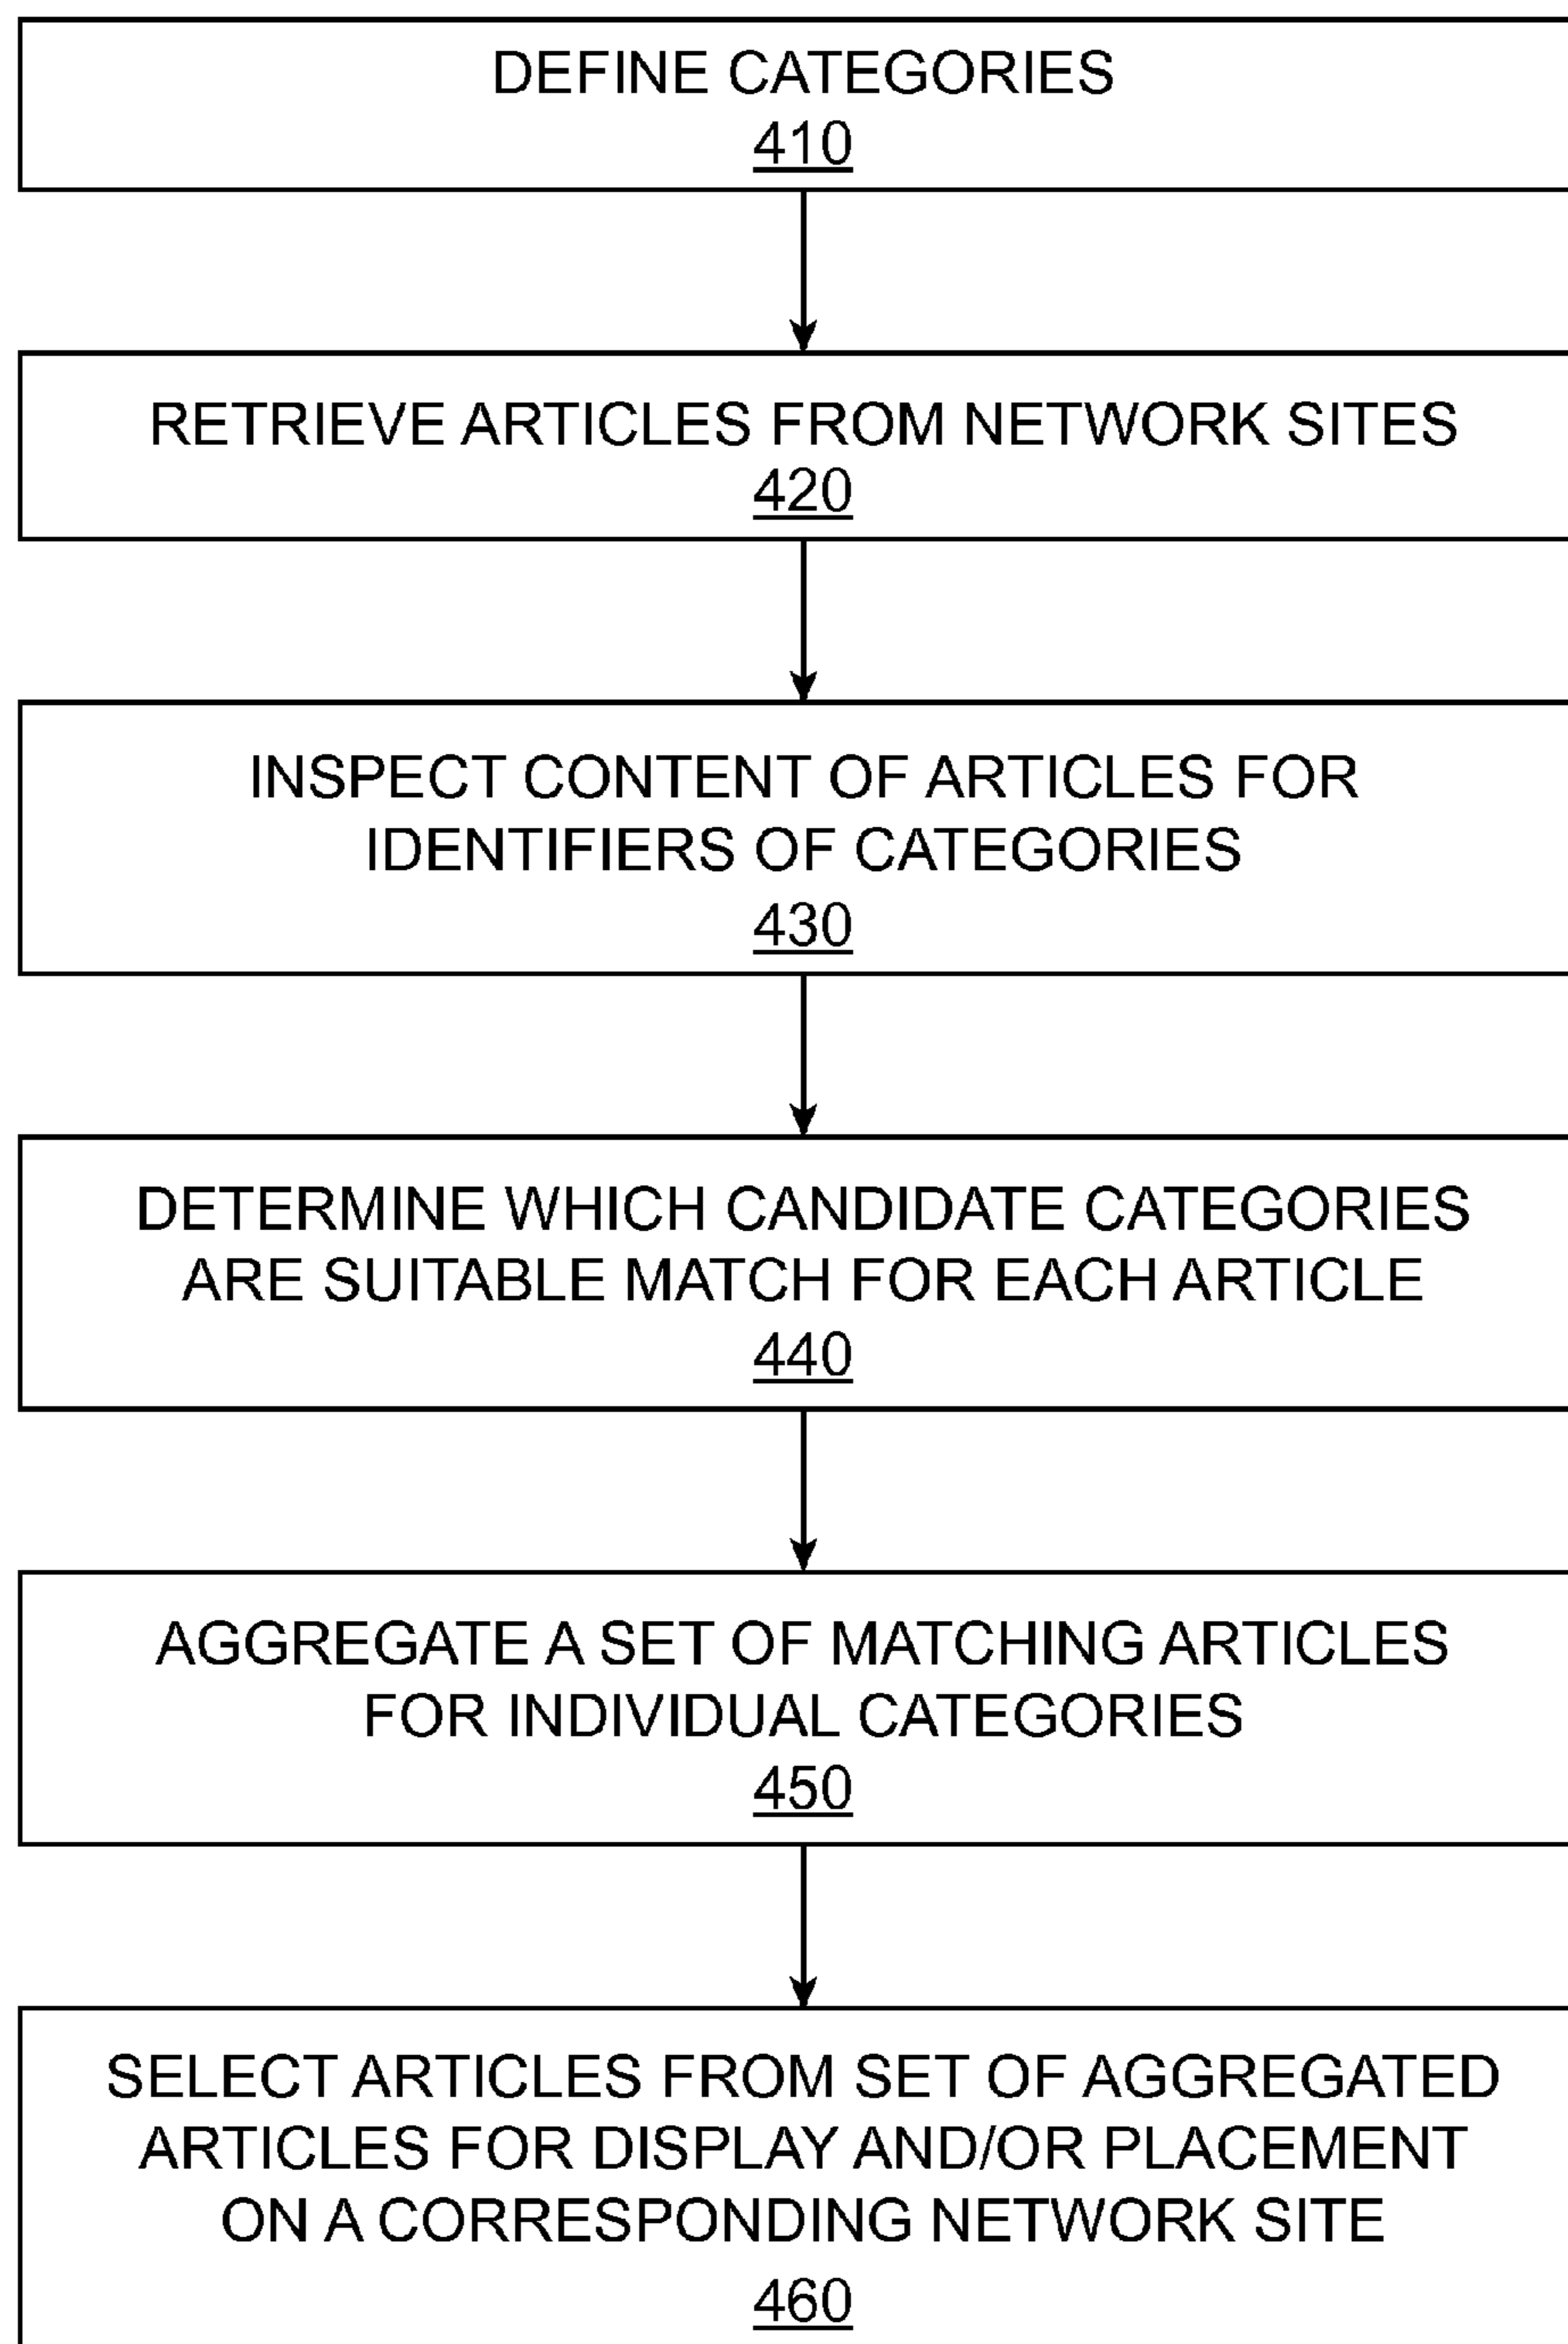 DEFINE CATEGORIES
410
RETRIEVE ARTICLES FROM NETWORK SITES
420
INSPECT CONTENT OF ARTICLES FOR
IDENTIFIERS OF CATEGORIES
430
DETERMINE WHICH CANDIDATE CATEGORIES
ARE SUITABLE MATCH FOR EACH ARTICLE
440
AGGREGATE A SET OF MATCHING ARTICLES
FOR INDIVIDUAL CATEGORIES
450
SELECT ARTICLES FROM SET OF AGGREGATED
ARTICLES FOR DISPLAY AND/OR PLACEMENT
ON A CORRESPONDING NETWORK SITE
460